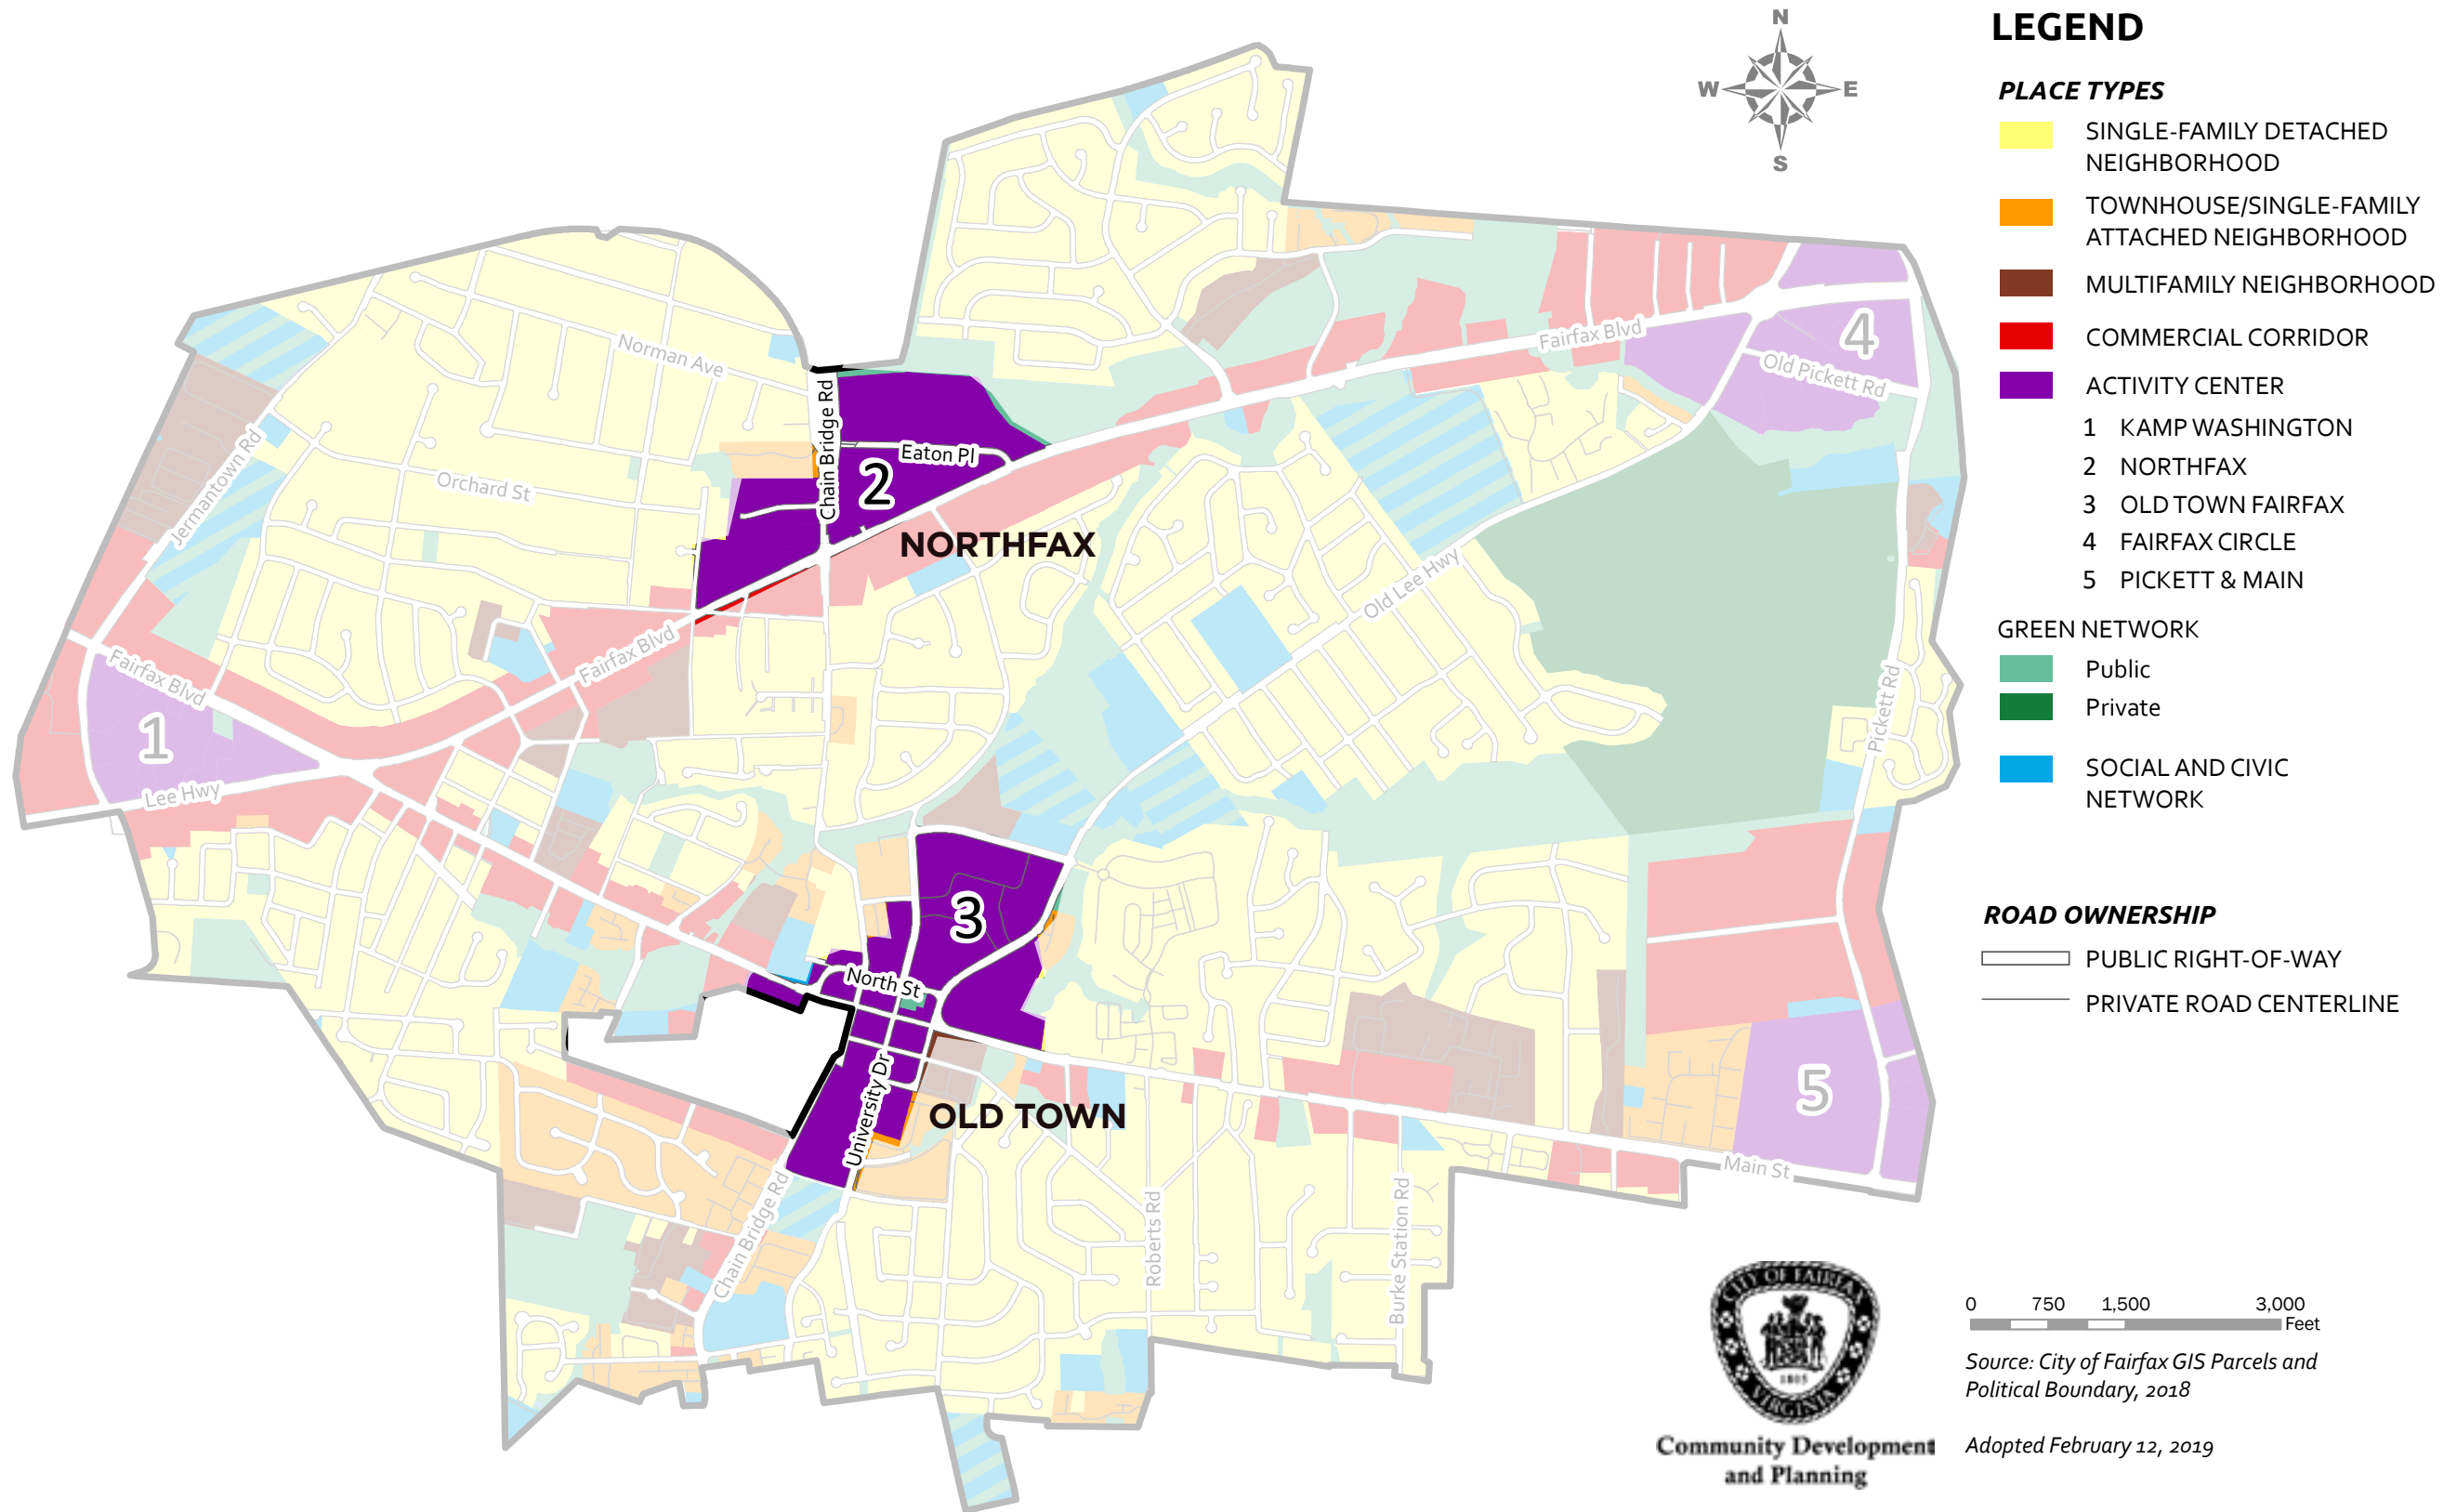 N
W
E
S
LEGEND
PLACE TYPES
SINGLE-FAMILY DETACHED
NEIGHBORHOOD
TOWNHOUSE/SINGLE-FAMILY
ATTACHED NEIGHBORHOOD
MULTIFAMILY NEIGHBORHOOD
COMMERCIAL CORRIDOR
ACTIVITY CENTER
1 KAMP WASHINGTON
2 NORTHFAX
3 OLD TOWN FAIRFAX
4 FAIRFAX CIRCLE
5 PICKETT & MAIN
GREEN NETWORK
Public
Private
SOCIAL AND CIVIC
NETWORK
ROAD OWNERSHIP
PUBLIC RIGHT-OF-WAY
PRIVATE ROAD CENTERLINE
Norman Ave
Chain Bridge Rd
Eaton Pl
2
NORTHFAX
Orchard St
Jermantown Rd
Fairfax Blvd
4
Old Pickett Rd
Old Lee Hwy
Fairfax Blvd
Fairfax Blvd
1
Lee Hwy
Pickett Rd
3
North St
University Dr
OLD TOWN
5
Main St
Chain Bridge Rd
Roberts Rd
Burke Station Rd
CITY OF FAIRFAX
1805
VIRGINIA
Community Development
and Planning
0 750 1,500 3,000
Feet
Source: City of Fairfax GIS Parcels and
Political Boundary, 2018
Adopted February 12, 2019